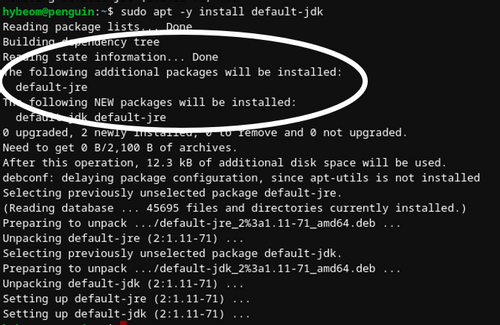 hybeom@penguin:~$ sudo apt -y install default-jdk
Reading package lists... Done
Building dependency tree
Reading state information... Done
The following additional packages will be installed:
default-jre
The following NEW packages will be installed:
default-jdk default-jre
0 upgraded, 2 newly installed, 0 to remove and 0 not upgraded.
Need to get 0 B/2,100 B of archives.
After this operation, 12.3 kB of additional disk space will be used.
debconf: delaying package configuration, since apt-utils is not installed
Selecting previously unselected package default-jre.
(Reading database ... 45695 files and directories currently installed.)
Preparing to unpack .../default-jre_2%3a1.11-71_amd64.deb ...
Unpacking default-jre (2:1.11-71) ...
Selecting previously unselected package default-jdk.
Preparing to unpack .../default-jdk_2%3a1.11-71_amd64.deb ...
Unpacking default-jdk (2:1.11-71) ...
Setting up default-jre (2:1.11-71) ...
Setting up default-jdk (2:1.11-71) ...